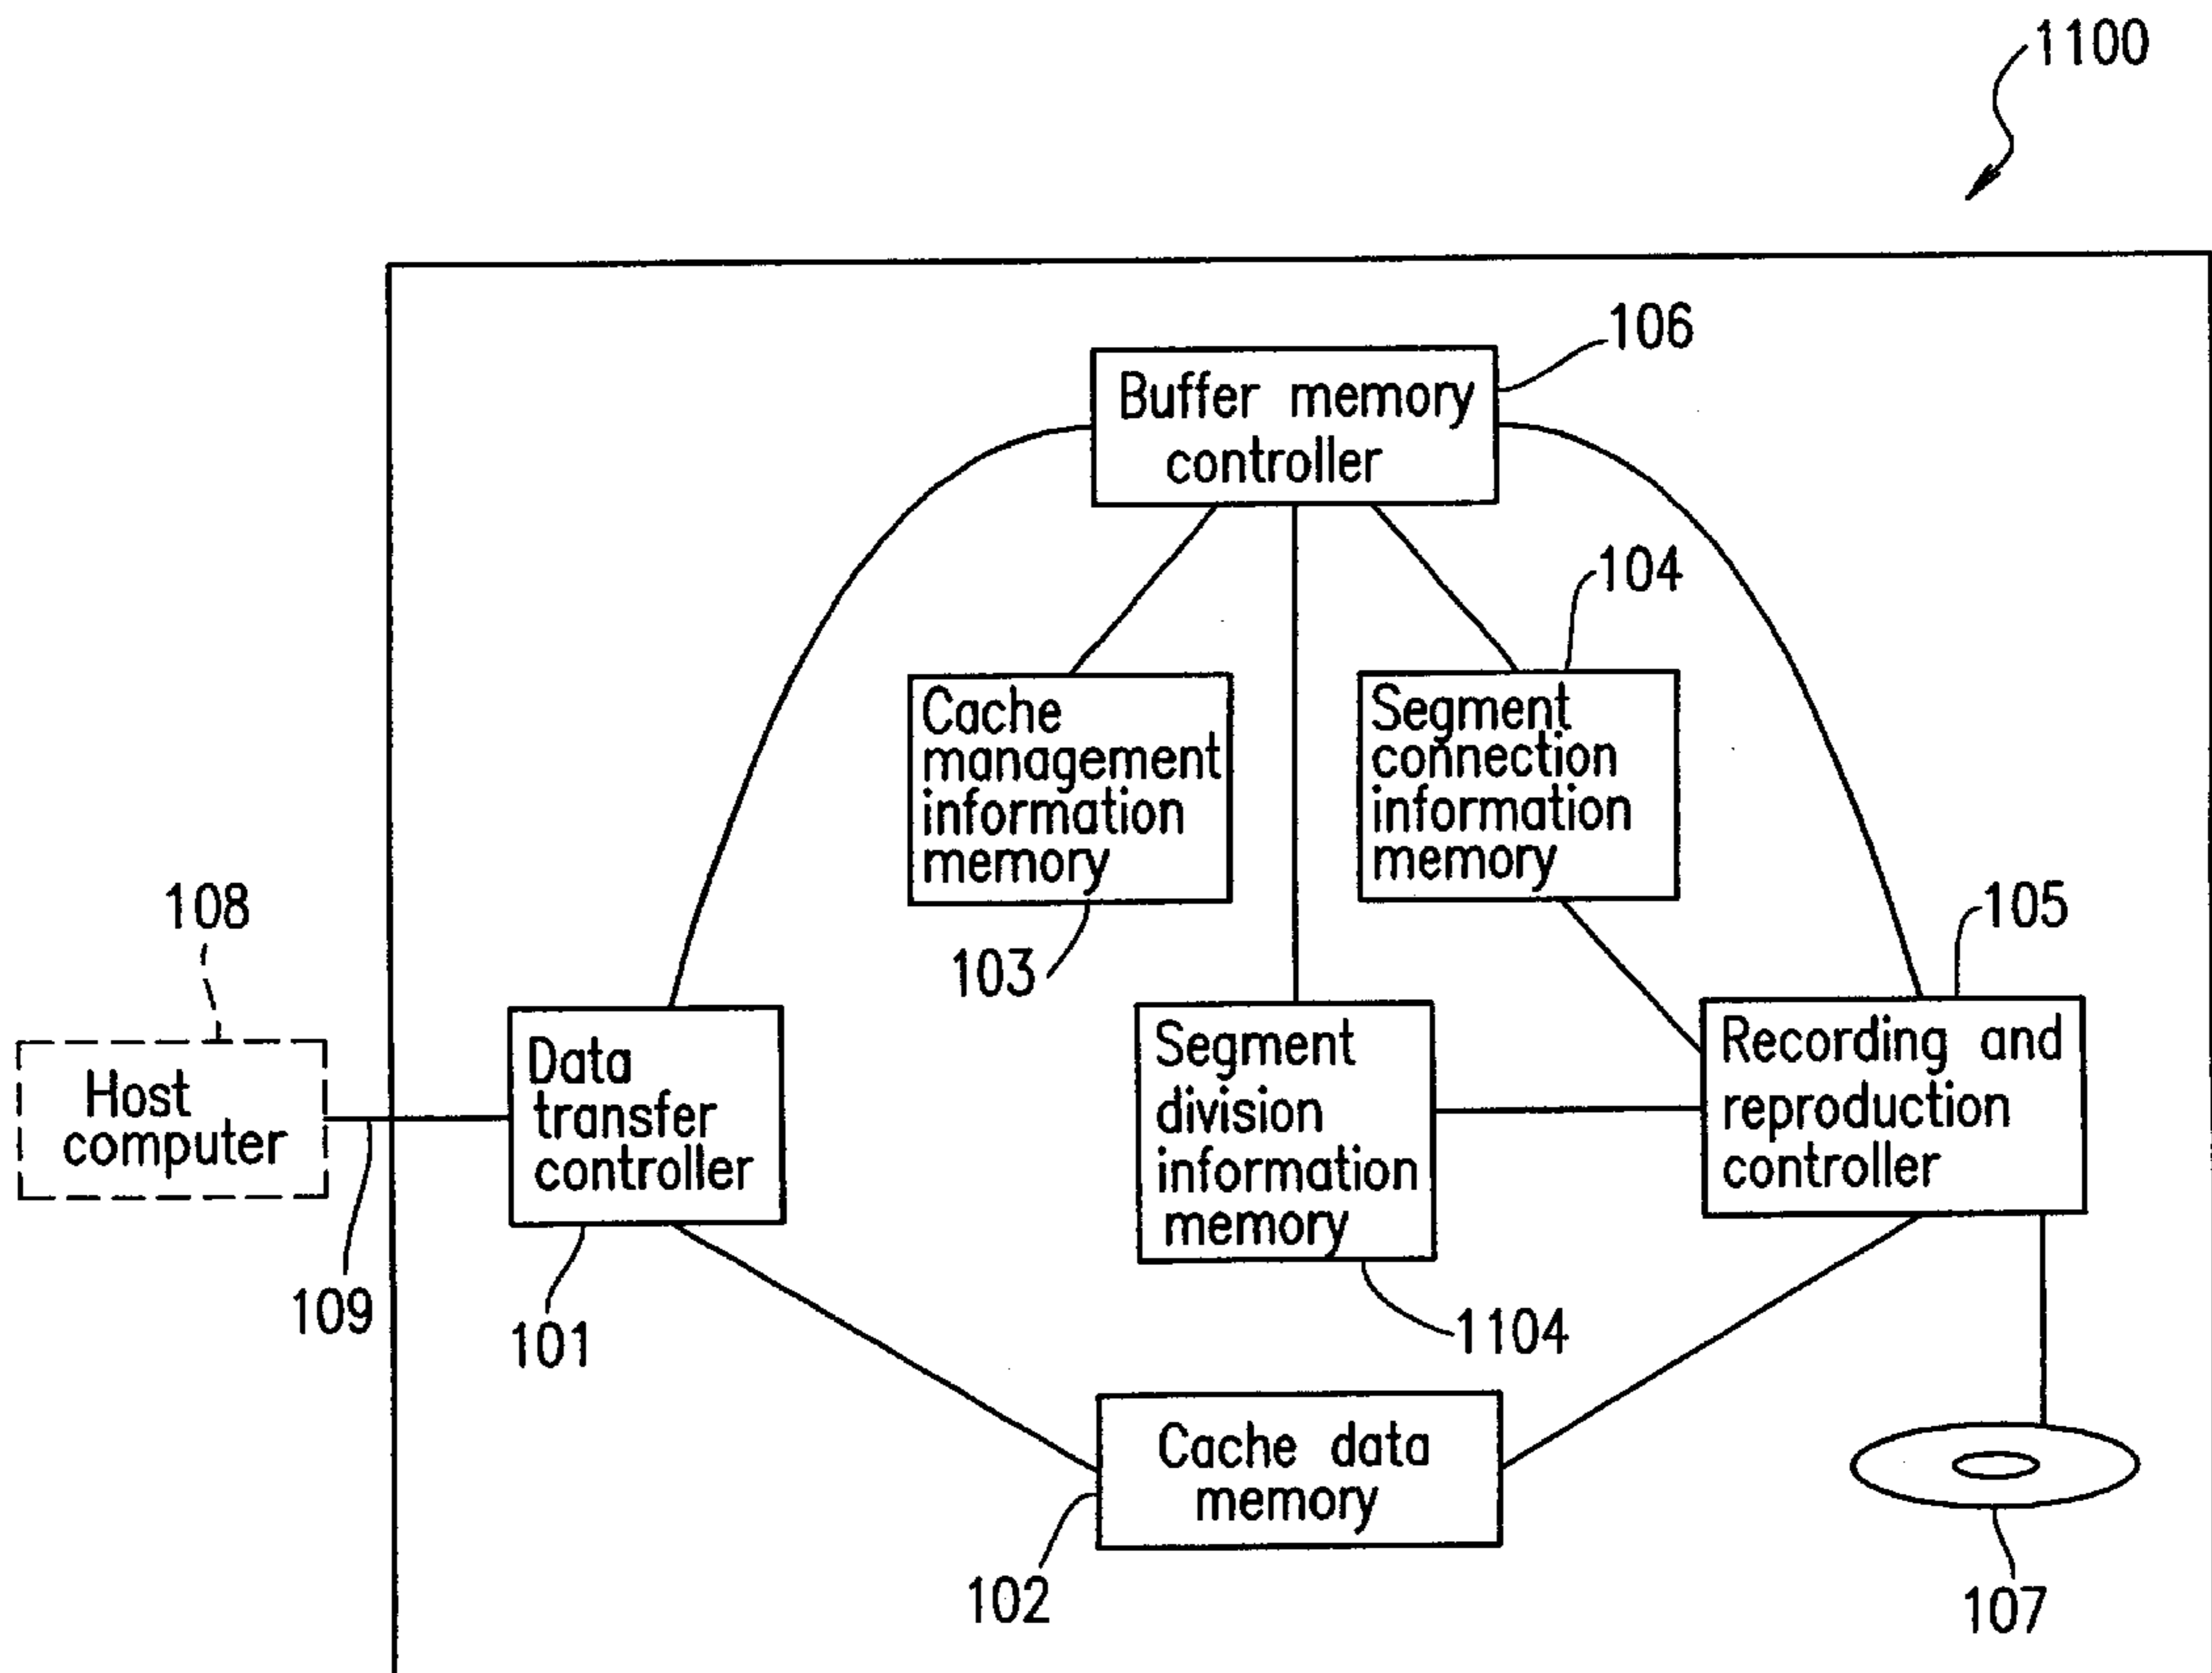 1100
106
Buffer memory
controller
104
Cache
management
information
memory
Segment
connection
information
memory
108
103
105
Host
computer
Data
transfer
controller
Segment
division
information
memory
Recording and
reproduction
controller
109
101
1104
Cache data
memory
102
107